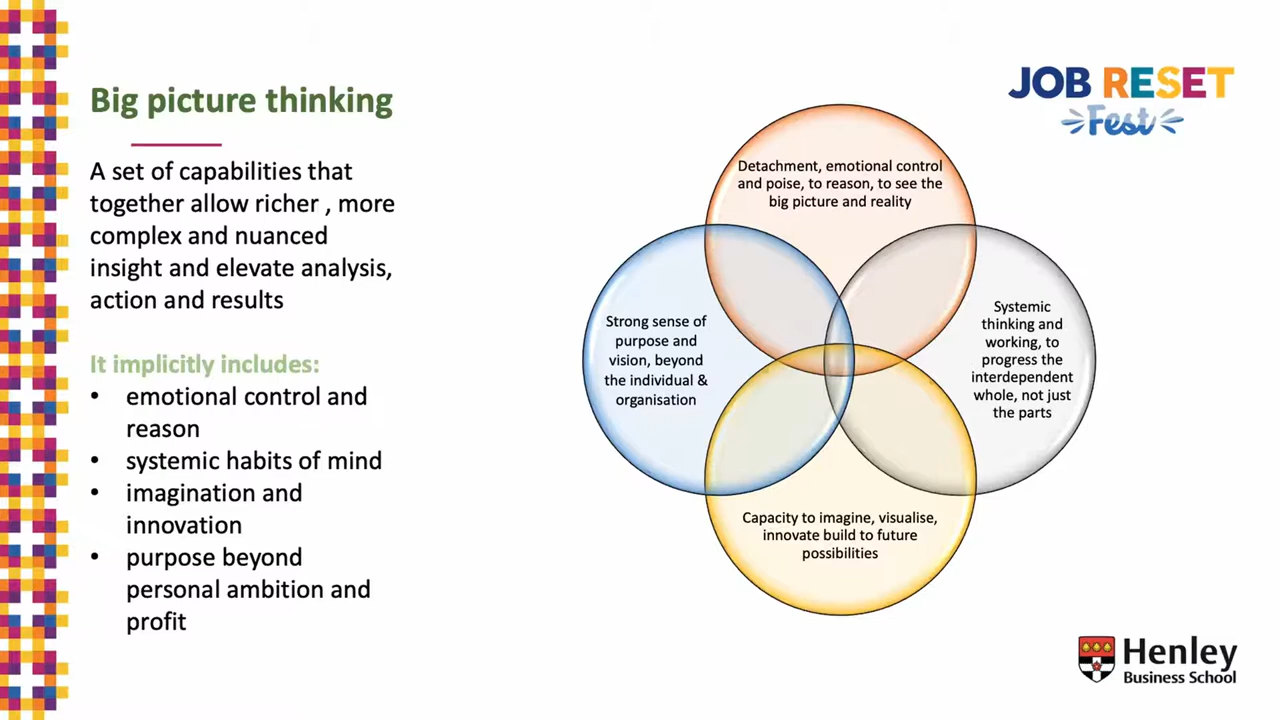 Big picture thinking
A set of capabilities that
together allow richer , more
complex and nuanced
insight and elevate analysis,
action and results
It implicitly includes:
• emotional control and
reason
• systemic habits of mind
• imagination and
innovation
• purpose beyond
personal ambition and
profit
JOB RESET
Fest
Detachment, emotional control
and poise, to reason, to see the
big picture and reality
Strong sense of
purpose and
vision, beyond
the individual &
organisation
Systemic
thinking and
working, to
progress the
interdependent
whole, not just
the parts
Capacity to imagine, visualise,
innovate build to future
possibilities
Henley
Business School